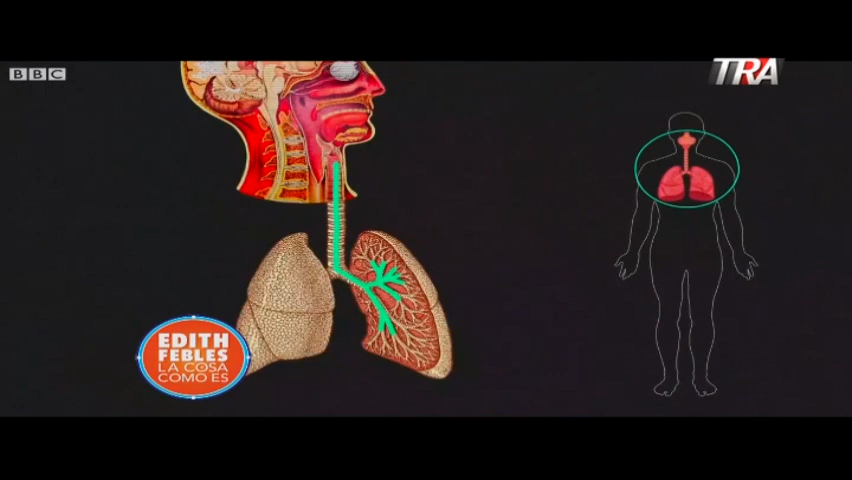 BBC
TRA
EDITH
FEBLES
LA COSA
COMO ES